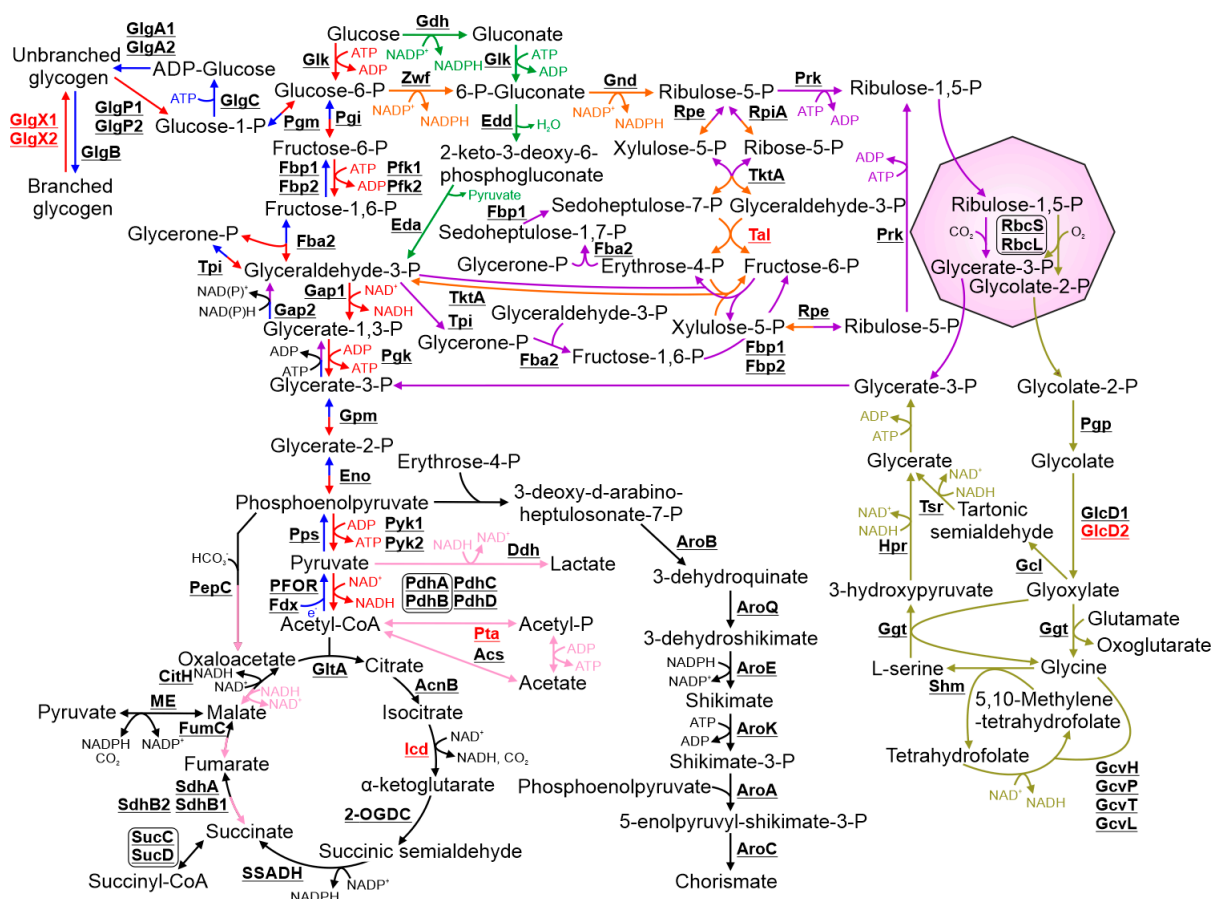 GlgA1
GlgA2
Unbranched
glycogen
ADP-Glucose
ATP
GlgC
GlgX1
GlgX2
GlgP1
GlgP2
GlgB
Glucose-1-P
Branched
glycogen
Glucose
Gdh
Gluconate
NADP⁺
NADPH
Glk
ATP
ADP
Glk
ATP
ADP
Glucose-6-P
Zwf
NADP⁺
NADPH
6-P-Gluconate
Gnd
NADP⁺
NADPH
Ribulose-5-P
Prk
ATP
ADP
Ribulose-1,5-P
Pgm
Pgi
Edd
H₂O
Rpe
RpiA
Fructose-6-P
2-keto-3-deoxy-6-
phosphogluconate
Xylulose-5-P
Ribose-5-P
Fbp1
Fbp2
ATP
ADP
Pfk1
Pfk2
Pyruvate
TktA
ADP
ATP
Prk
Fructose-1,6-P
Eda
Fbp1
Sedoheptulose-7-P
Glyceraldehyde-3-P
Glycerone-P
Fba2
Sedoheptulose-1,7-P
Tal
Ribulose-1,5-P
CO₂
RbcS
RbcL
O₂
Glycerate-3-P
Glycolate-2-P
Tpi
Glyceraldehyde-3-P
Glycerone-P
Fba2
Erythrose-4-P
Fructose-6-P
NAD(P)⁺
NAD(P)H
Gap2
Gap1
NAD⁺
NADH
TktA
Tpi
Glyceraldehyde-3-P
Xylulose-5-P
Rpe
Ribulose-5-P
Glycerate-1,3-P
Glycerone-P
Fba2
Fructose-1,6-P
Fbp1
Fbp2
ADP
ATP
ADP
ATP
Pgk
Glycerate-3-P
Glycerate-3-P
Glycolate-2-P
Gpm
ADP
ATP
Pgp
Glycerate-2-P
Eno
Erythrose-4-P
Glycerate
Glycolate
Phosphoenolpyruvate
3-deoxy-d-arabino-
heptulosonate-7-P
NAD⁺
NADH
Tsr
Tartonic
semialdehyde
GlcD1
GlcD2
Pps
ADP
ATP
Pyk1
Pyk2
NADH
NAD⁺
Ddh
AroB
NAD⁺
NADH
Hpr
Gcl
HCO₃⁻
PepC
Pyruvate
Lactate
3-dehydroquinate
3-hydroxypyruvate
Glyoxylate
PFOR
Fdx
e⁻
NAD⁺
NADH
PdhA
PdhB
PdhC
PdhD
AroQ
Acetyl-CoA
Pta
Acs
Acetyl-P
ADP
ATP
Acetate
3-dehydroshikimate
Ggt
Ggt
Glutamate
Oxoglutarate
Oxaloacetate
GltA
Citrate
NADPH
NADP⁺
AroE
L-serine
Shm
Glycine
CitH
NADH
NAD⁺
NADH
NAD⁺
AcnB
Shikimate
5,10-Methylene
-tetrahydrofolate
Pyruvate
ME
Malate
Isocitrate
ATP
ADP
AroK
NADPH
CO₂
NADP⁺
FumC
Icd
NAD⁺
NADH, CO₂
Tetrahydrofolate
Fumarate
α-ketoglutarate
Shikimate-3-P
NAD⁺
NADH
GcvH
GcvP
GcvT
GcvL
SdhA
SdhB2
SdhB1
Phosphoenolpyruvate
AroA
2-OGDC
5-enolpyruvyl-shikimate-3-P
Succinate
SucC
SucD
Succinic semialdehyde
AroC
Succinyl-CoA
SSADH
NADPH
NADP⁺
Chorismate